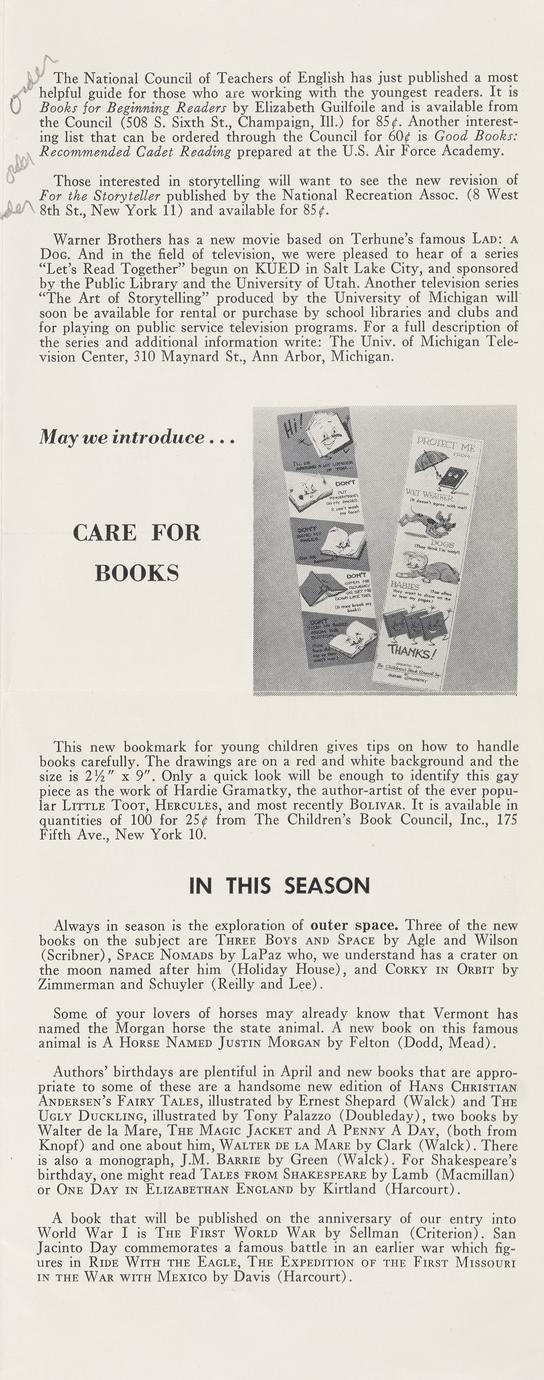 order
The National Council of Teachers of English has just published a most
helpful guide for those who are working with the youngest readers. It is
Books for Beginning Readers by Elizabeth Guilfoile and is available from
the Council (508 S. Sixth St., Champaign, Ill.) for 85¢. Another interest-
ing list that can be ordered through the Council for 60¢ is Good Books:
Recommended Cadet Reading prepared at the U.S. Air Force Academy.
order
Those interested in storytelling will want to see the new revision of
For the Storyteller published by the National Recreation Assoc. (8 West
8th St., New York 11) and available for 85¢.
Warner Brothers has a new movie based on Terhune's famous LAD: A
DOG. And in the field of television, we were pleased to hear of a series
"Let's Read Together" begun on KUED in Salt Lake City, and sponsored
by the Public Library and the University of Utah. Another television series
"The Art of Storytelling" produced by the University of Michigan will
soon be available for rental or purchase by school libraries and clubs and
for playing on public service television programs. For a full description of
the series and additional information write: The Univ. of Michigan Tele-
vision Center, 310 Maynard St., Ann Arbor, Michigan.
May we introduce . . .
CARE FOR
BOOKS
Hi!
DON'T
PUT
FINGERPRINTS
ON MY PAGES.
I can't wash
my face!
DON'T
DON'T
OPEN ME
DON'T
PROTECT ME
FROM
WET WEATHER
(It doesn't agree with me!)
DOGS
(They think I'm tasty!)
BABIES
THANKS!
The Children's Book Council Inc.
This new bookmark for young children gives tips on how to handle
books carefully. The drawings are on a red and white background and the
size is 2½" x 9". Only a quick look will be enough to identify this gay
piece as the work of Hardie Gramatky, the author-artist of the ever popu-
lar LITTLE TOOT, HERCULES, and most recently BOLIVAR. It is available in
quantities of 100 for 25¢ from The Children's Book Council, Inc., 175
Fifth Ave., New York 10.
IN THIS SEASON
Always in season is the exploration of outer space. Three of the new
books on the subject are THREE BOYS AND SPACE by Agle and Wilson
(Scribner), SPACE NOMADS by LaPaz who, we understand has a crater on
the moon named after him (Holiday House), and CORKY IN ORBIT by
Zimmerman and Schuyler (Reilly and Lee).
Some of your lovers of horses may already know that Vermont has
named the Morgan horse the state animal. A new book on this famous
animal is A HORSE NAMED JUSTIN MORGAN by Felton (Dodd, Mead).
Authors' birthdays are plentiful in April and new books that are appro-
priate to some of these are a handsome new edition of HANS CHRISTIAN
ANDERSEN'S FAIRY TALES, illustrated by Ernest Shepard (Walck) and THE
UGLY DUCKLING, illustrated by Tony Palazzo (Doubleday), two books by
Walter de la Mare, THE MAGIC JACKET and A PENNY A DAY, (both from
Knopf) and one about him, WALTER DE LA MARE by Clark (Walck). There
is also a monograph, J.M. BARRIE by Green (Walck). For Shakespeare's
birthday, one might read TALES FROM SHAKESPEARE by Lamb (Macmillan)
or ONE DAY IN ELIZABETHAN ENGLAND by Kirtland (Harcourt).
A book that will be published on the anniversary of our entry into
World War I is THE FIRST WORLD WAR by Sellman (Criterion). San
Jacinto Day commemorates a famous battle in an earlier war which fig-
ures in RIDE WITH THE EAGLE, THE EXPEDITION OF THE FIRST MISSOURI
IN THE WAR WITH MEXICO by Davis (Harcourt).